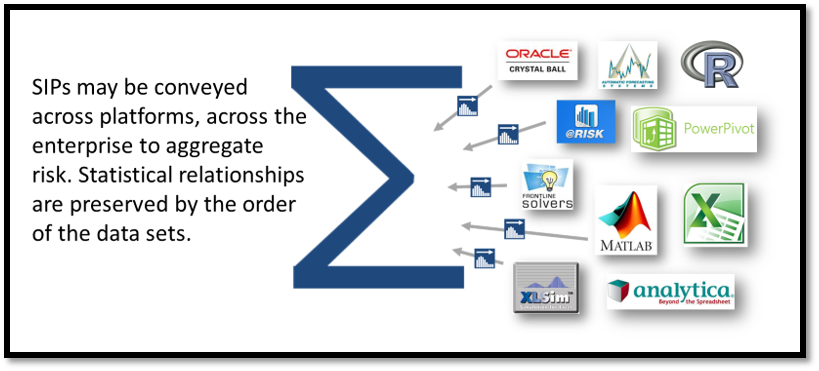 SIPs may be conveyed
across platforms, across the
enterprise to aggregate
risk. Statistical relationships
are preserved by the order
of the data sets.
ORACLE®
CRYSTAL BALL
AUTOMATIC FORECASTING
SYSTEMS
R
@RISK
PowerPivot
FRONTLINE
solvers
MATLAB®
X
XLSim™
analytica®
Beyond the Spreadsheet